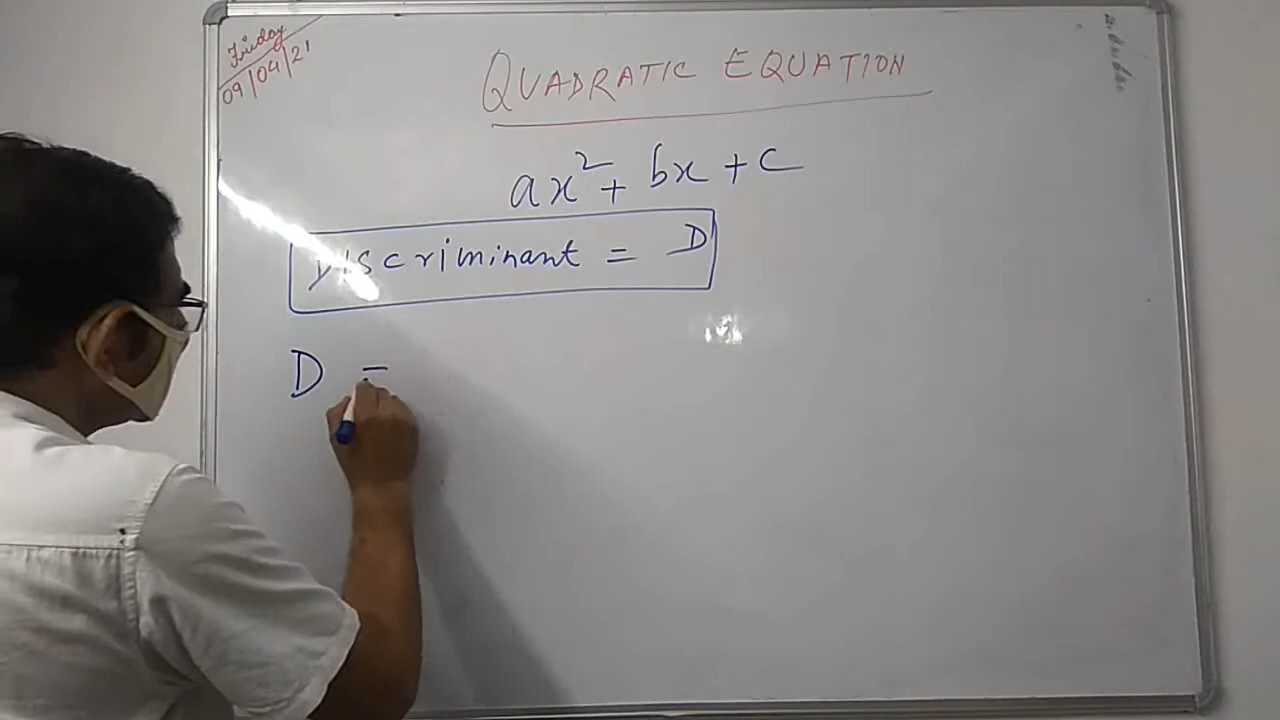 Friday
09/04/21
QUADRATIC EQUATION
ax² + bx + c
Discriminant = D
D =